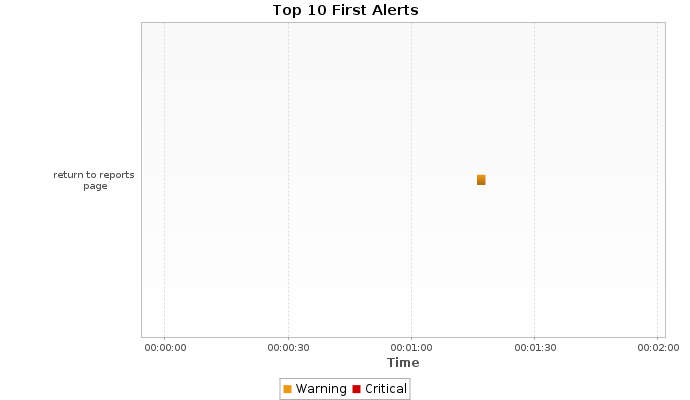 Top 10 First Alerts
return to reports
page
00:00:00 00:00:30 00:01:00 00:01:30 00:02:00
Time
Warning Critical